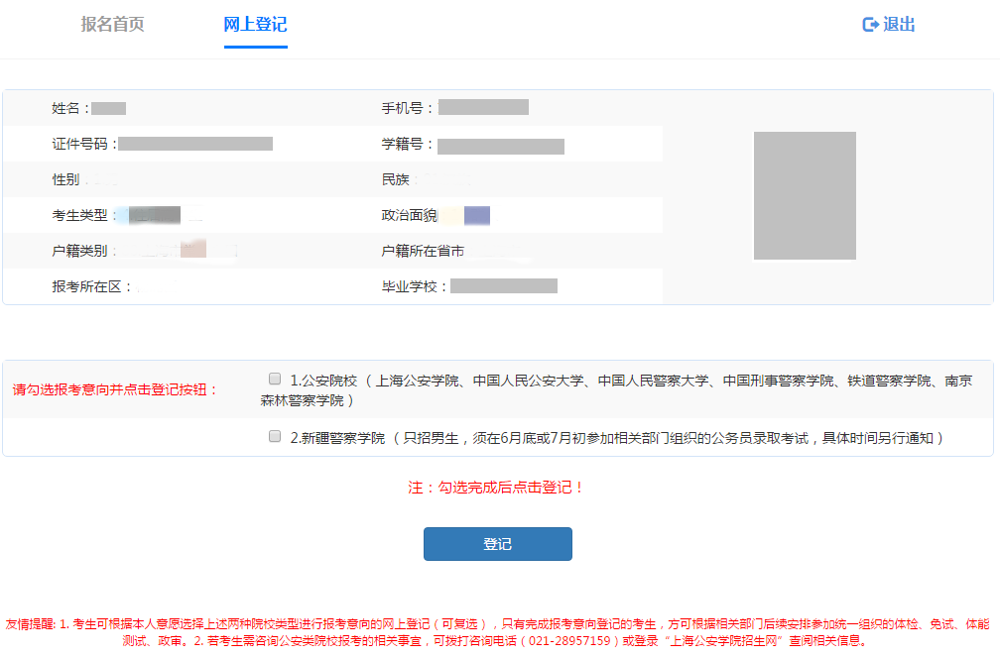 报名首页 网上登记 退出
姓名： 手机号：
证件号码： 学籍号：
性别 民族
考生类型： 政治面貌
户籍类别： 户籍所在省市
报考所在区： 毕业学校：
请勾选报考意向并点击登记按钮：
1.公安院校（上海公安学院、中国人民公安大学、中国人民警察大学、中国刑事警察学院、铁道警察学院、南京
森林警察学院）
2.新疆警察学院（只招男生，须在6月底或7月初参加相关部门组织的公务员录取考试，具体时间另行通知）
注：勾选完成后点击登记！
登记
友情提醒: 1. 考生可根据本人意愿选择上述两种院校类型进行报考意向的网上登记（可复选），只有完成报考意向登记的考生，方可根据相关部门后续安排参加统一组织的体检、免试、体能
测试、政审。2. 若考生需咨询公安类院校报考的相关事宜，可拨打咨询电话（021-28957159）或登录“上海公安学院招生网”查阅相关信息。